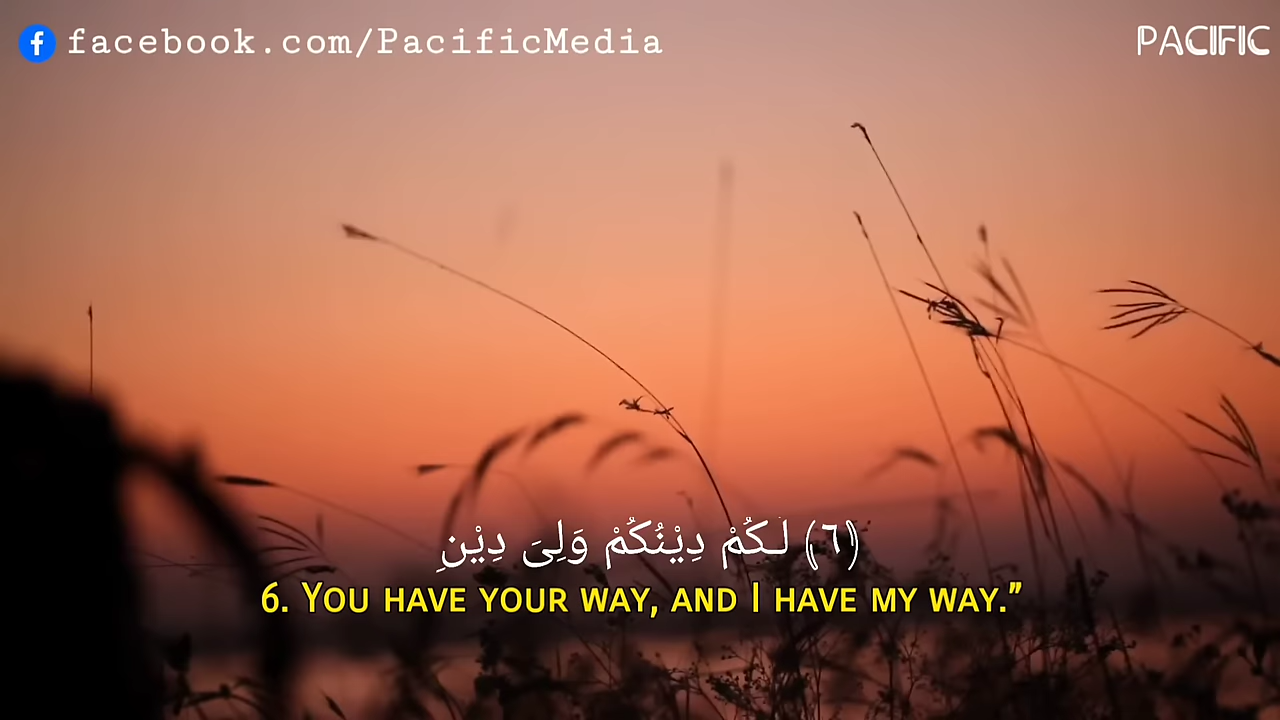 facebook.com/PacificMedia
PACIFIC
(٦) لَكُمْ دِيْنُكُمْ وَلِىَ دِيْنِ
6. You have your way, and I have my way.”